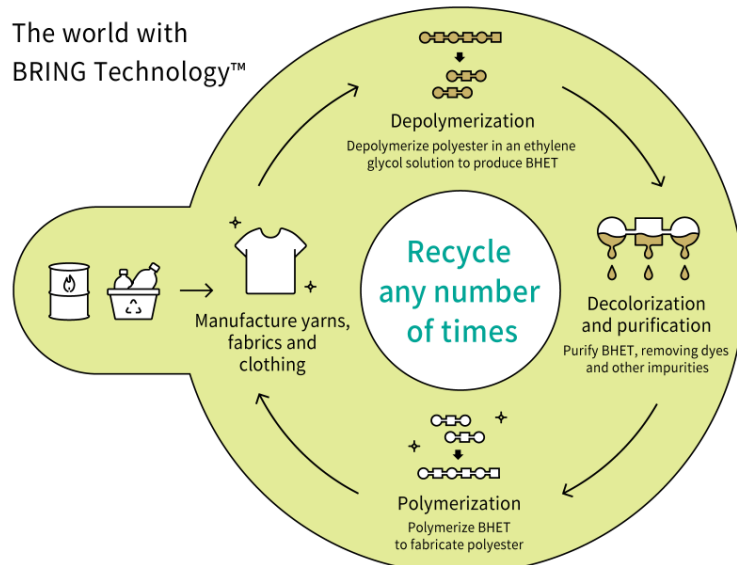 The world with
BRING Technology™
Depolymerization
Depolymerize polyester in an ethylene
glycol solution to produce BHET
Recycle
any number
of times
Decolorization
and purification
Purify BHET, removing dyes
and other impurities
Manufacture yarns,
fabrics and
clothing
Polymerization
Polymerize BHET
to fabricate polyester